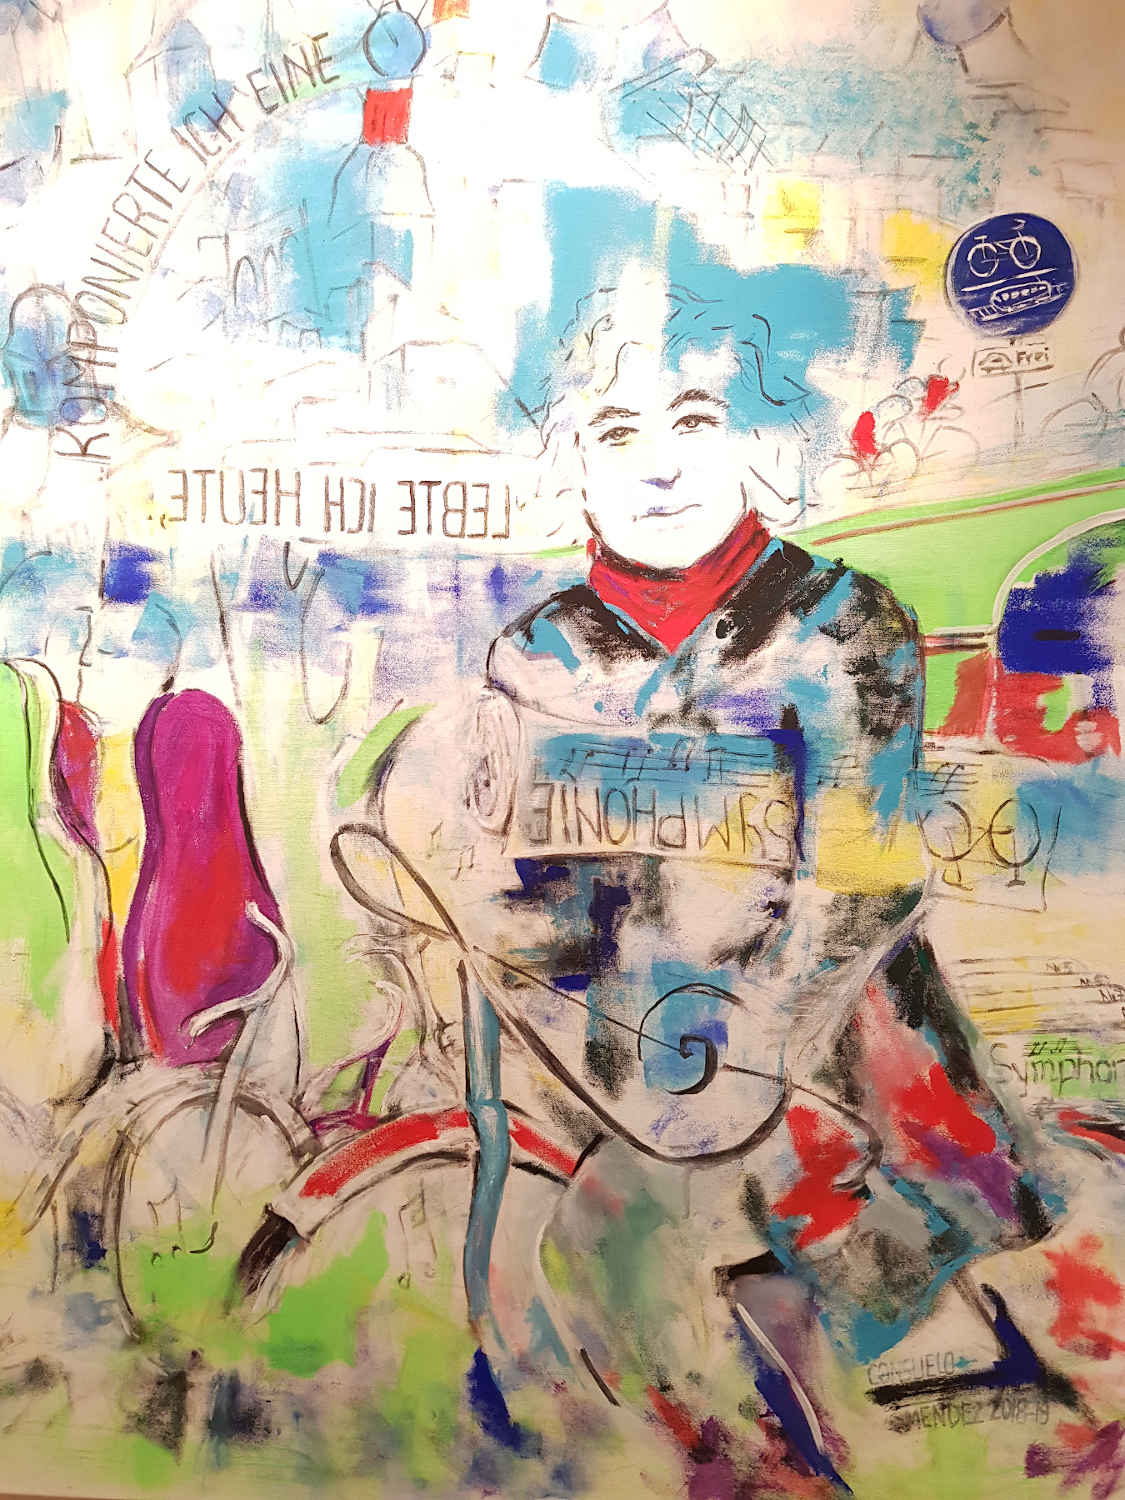 LEBTE ICH HEUTE,
KOMPONIERTE ICH EINE
SYMPHONIE
Frei
Symphon
CONSUELO
MENDEZ 2018-19